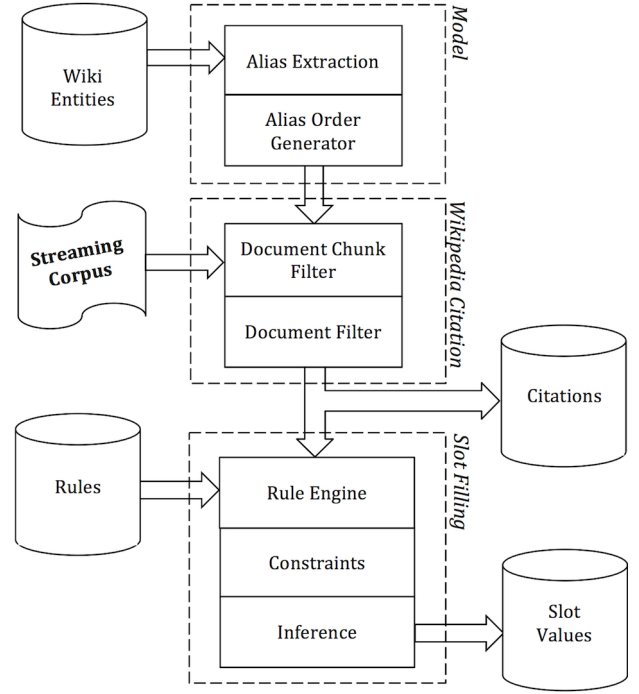 Model
Wiki
Entities
Alias Extraction
Alias Order
Generator
Wikipedia Citation
Streaming
Corpus
Document Chunk
Filter
Document Filter
Citations
Slot Filling
Rules
Rule Engine
Constraints
Inference
Slot
Values